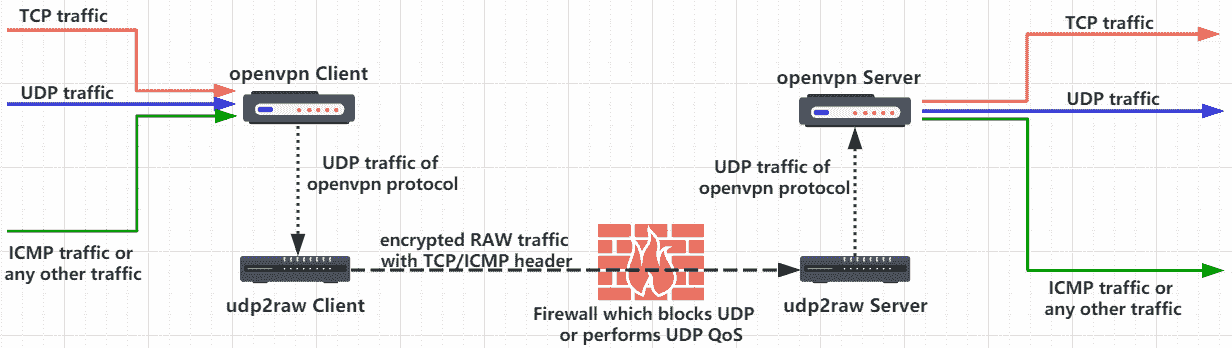 TCP traffic
UDP traffic
ICMP traffic or
any other traffic
openvpn Client
UDP traffic of
openvpn protocol
udp2raw Client
encrypted RAW traffic
with TCP/ICMP header
Firewall which blocks UDP
or performs UDP QoS
openvpn Server
UDP traffic of
openvpn protocol
udp2raw Server
TCP traffic
UDP traffic
ICMP traffic or
any other traffic